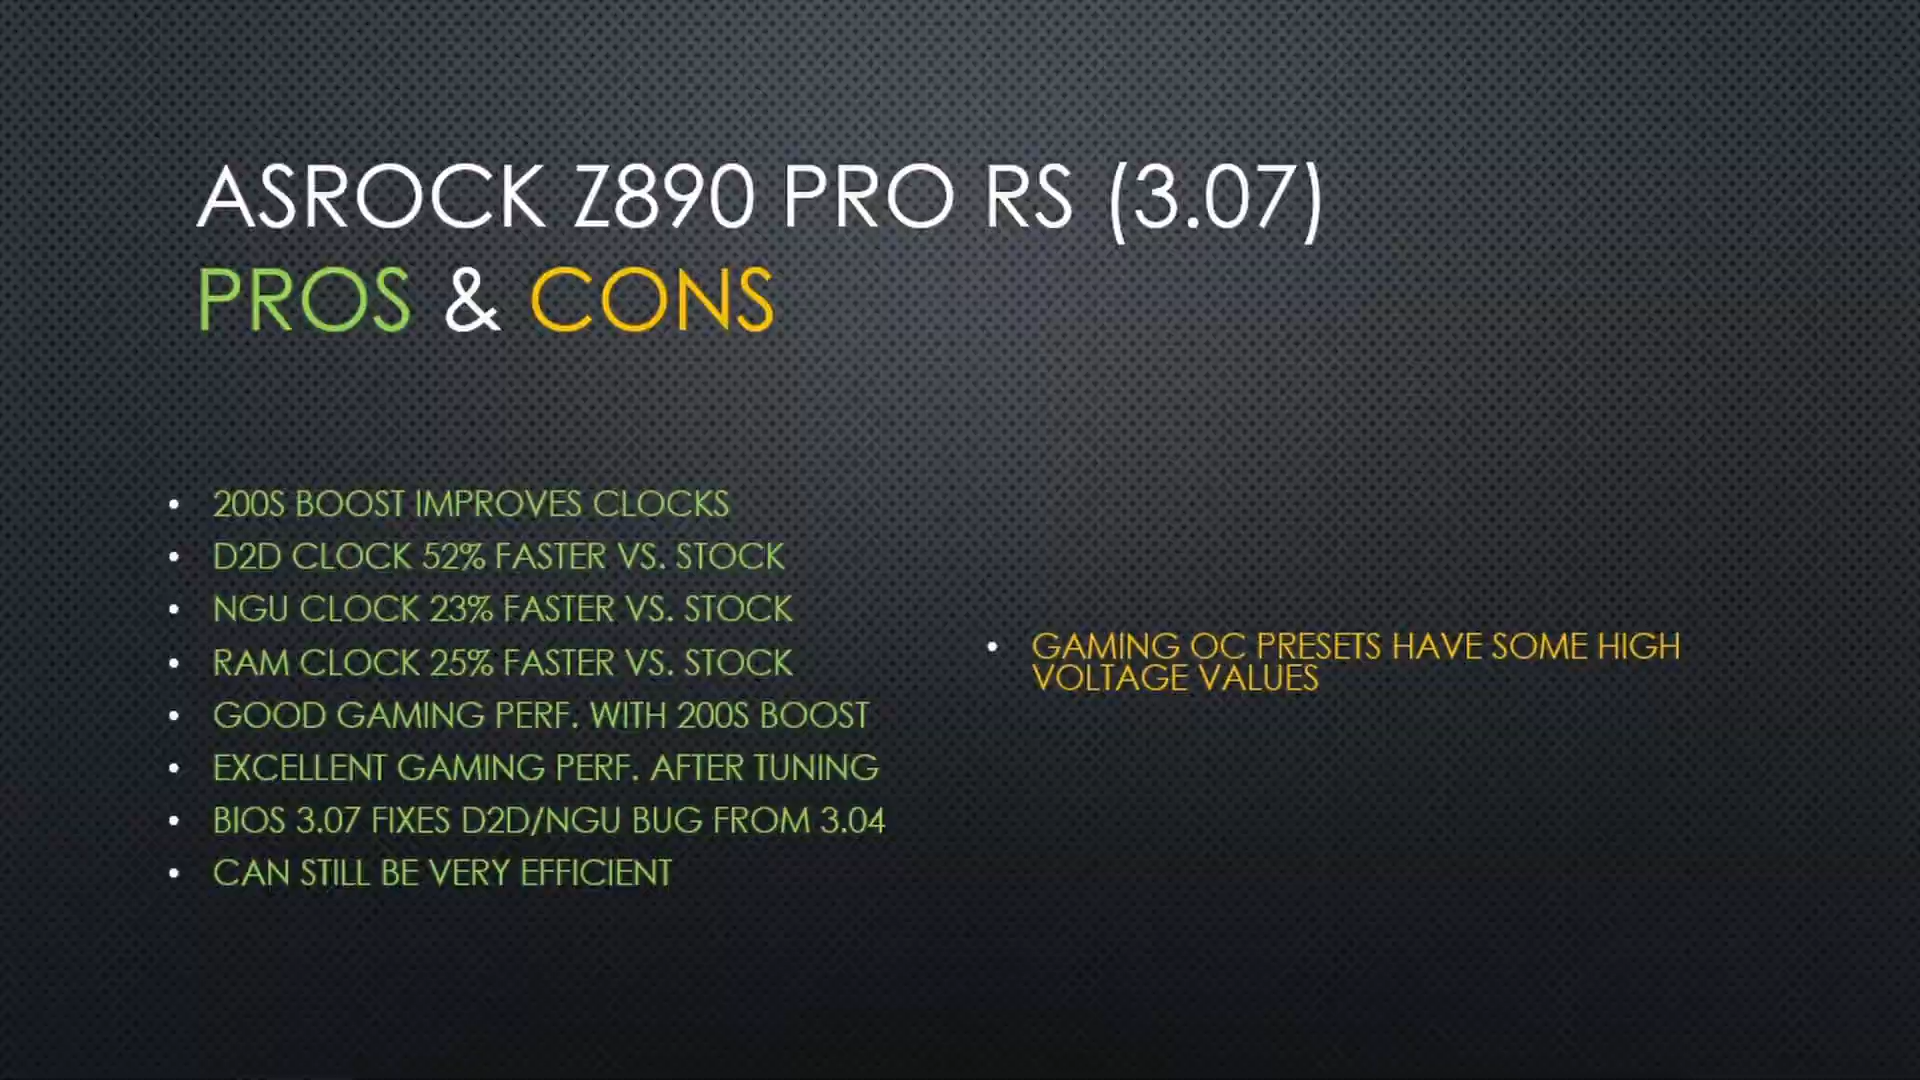 ASROCK Z890 PRO RS (3.07)
PROS & CONS
• 200S BOOST IMPROVES CLOCKS
• D2D CLOCK 52% FASTER VS. STOCK
• NGU CLOCK 23% FASTER VS. STOCK
• RAM CLOCK 25% FASTER VS. STOCK
• GOOD GAMING PERF. WITH 200S BOOST
• EXCELLENT GAMING PERF. AFTER TUNING
• BIOS 3.07 FIXES D2D/NGU BUG FROM 3.04
• CAN STILL BE VERY EFFICIENT
• GAMING OC PRESETS HAVE SOME HIGH
VOLTAGE VALUES